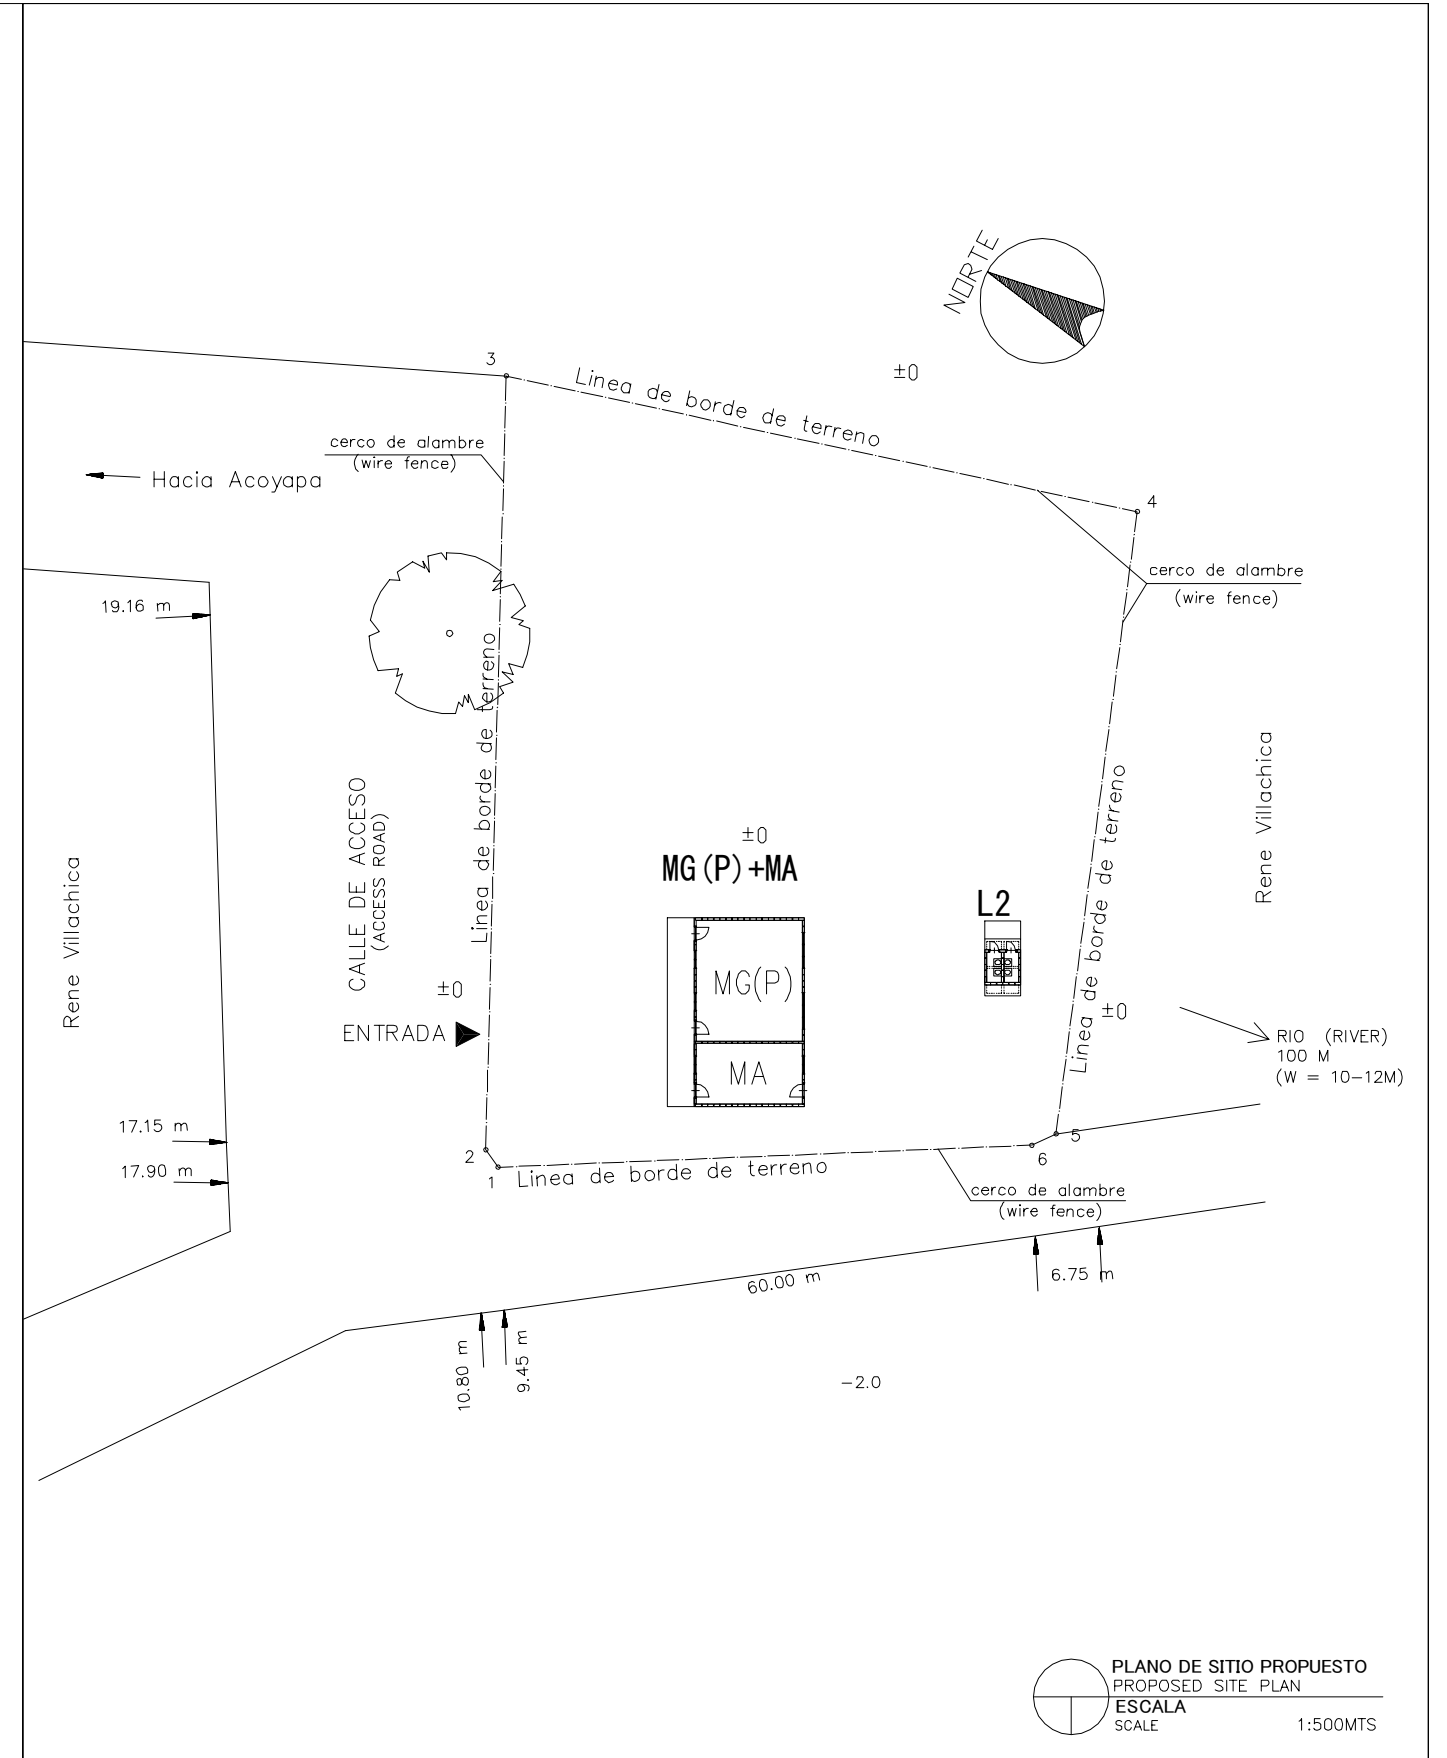 NORTE
3
Linea de borde de terreno
±0
cerco de alambre
(wire fence)
Hacia Acoyapa
4
cerco de alambre
(wire fence)
19.16 m
Linea de borde de terreno
CALLE DE ACCESO
(ACCESS ROAD)
Rene Villachica
Rene Villachica
Linea de borde de terreno
±0
MG(P)+MA
L2
MG(P)
MA
±0
ENTRADA
±0
RIO (RIVER)
100 M
(W = 10-12M)
17.15 m
17.90 m
2
1
Linea de borde de terreno
5
6
cerco de alambre
(wire fence)
60.00 m
6.75 m
10.80 m
9.45 m
-2.0
PLANO DE SITIO PROPUESTO
PROPOSED SITE PLAN
ESCALA
SCALE 1:500MTS